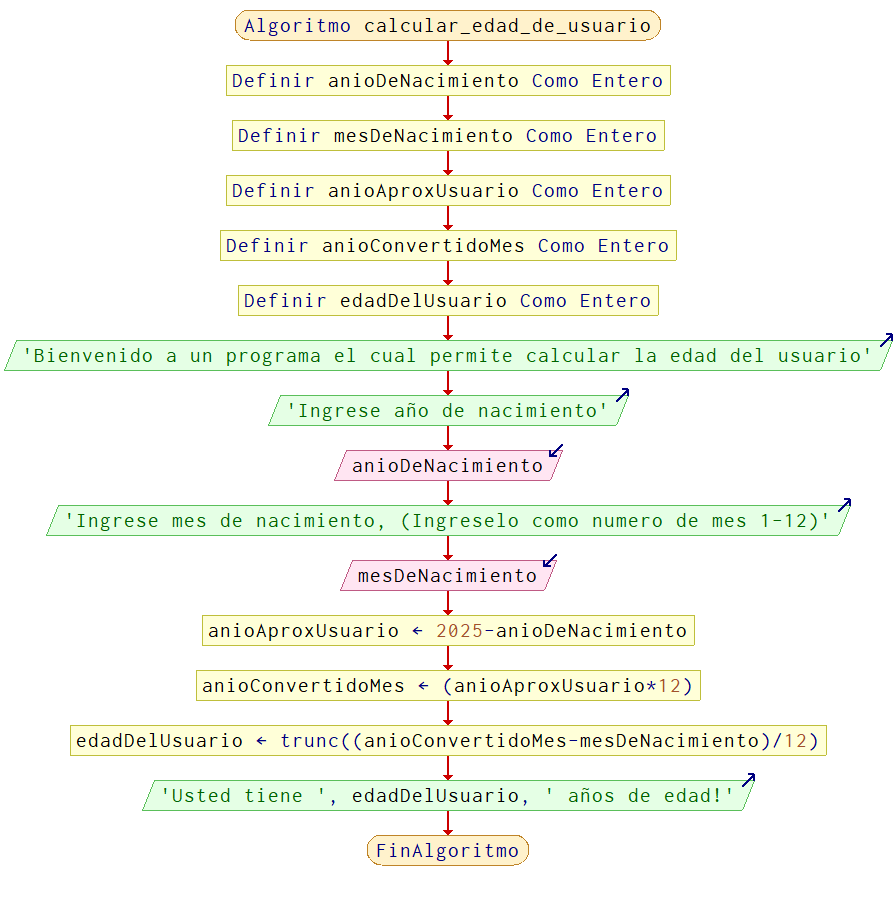 Algoritmo calcular_edad_de_usuario
Definir anioDeNacimiento Como Entero
Definir mesDeNacimiento Como Entero
Definir anioAproxUsuario Como Entero
Definir anioConvertidoMes Como Entero
Definir edadDelUsuario Como Entero
'Bienvenido a un programa el cual permite calcular la edad del usuario'
'Ingrese año de nacimiento'
anioDeNacimiento
'Ingrese mes de nacimiento, (Ingreselo como numero de mes 1-12)'
mesDeNacimiento
anioAproxUsuario ← 2025-anioDeNacimiento
anioConvertidoMes ← (anioAproxUsuario*12)
edadDelUsuario ← trunc((anioConvertidoMes-mesDeNacimiento)/12)
'Usted tiene ', edadDelUsuario, ' años de edad!'
FinAlgoritmo